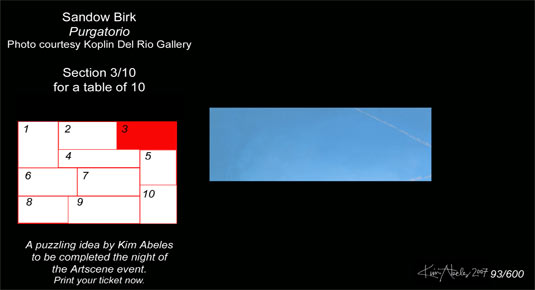 Sandow Birk
Purgatorio
Photo courtesy Koplin Del Rio Gallery
Section 3/10
for a table of 10
1
2
3
4
5
6
7
8
9
10
A puzzling idea by Kim Abeles
to be completed the night of
the Artscene event.
Print your ticket now.
Kim Abeles 2007 93/600